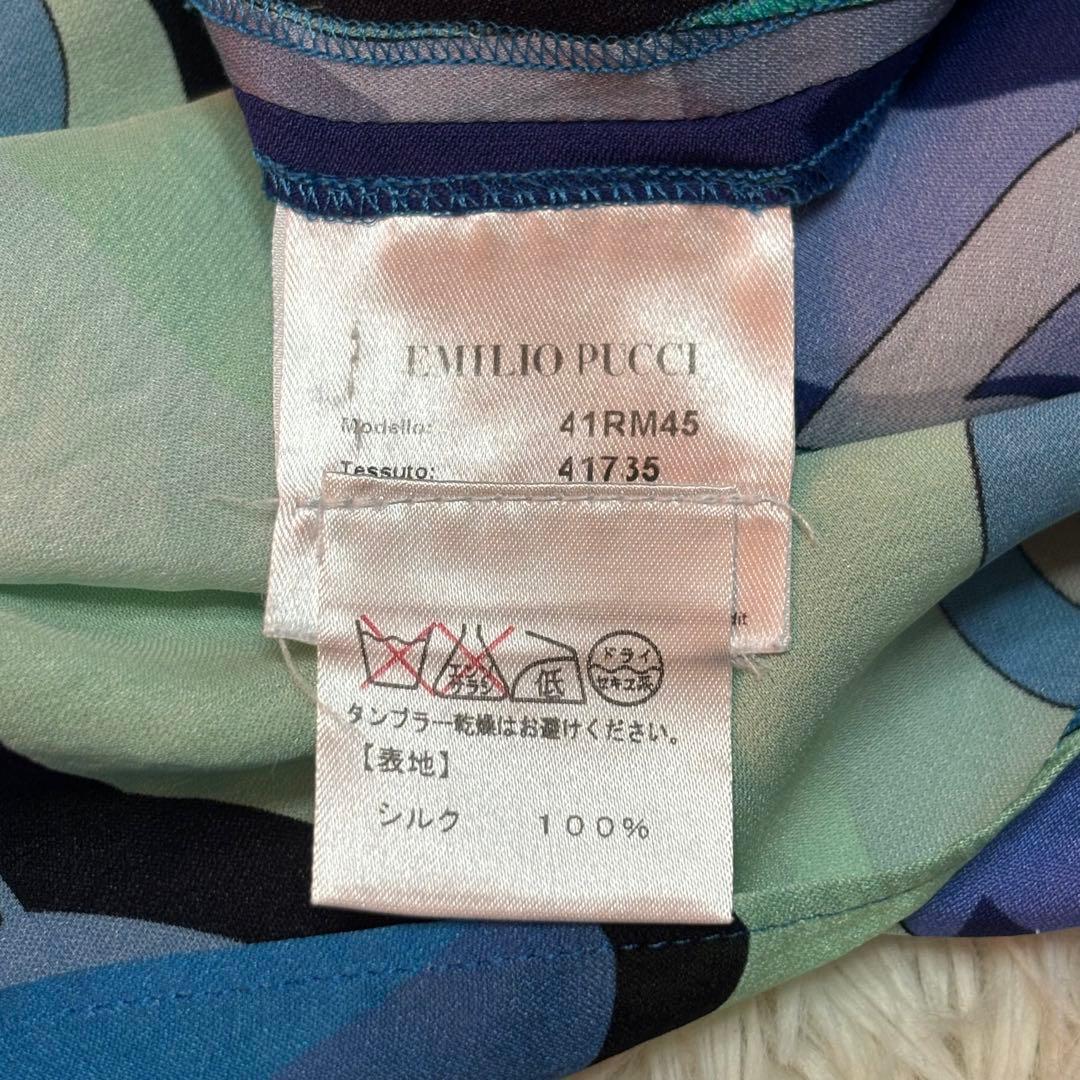 EMILIO PUCCI
Modello: 41RM45
Tessuto: 41735
エンソ
サラシ
低
ドライ
セキユ系
タンブラー乾燥はお避けください。
【表地】
シルク 100%